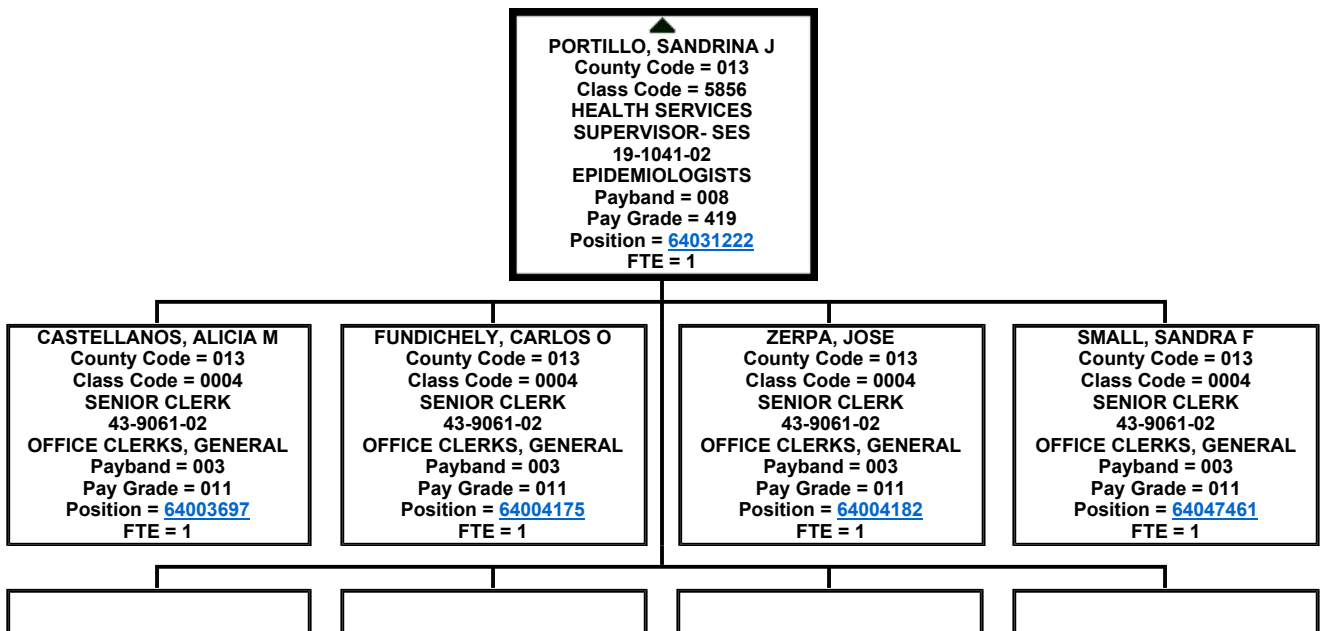 PORTILLO, SANDRINA J
County Code = 013
Class Code = 5856
HEALTH SERVICES
SUPERVISOR- SES
19-1041-02
EPIDEMIOLOGISTS
Payband = 008
Pay Grade = 419
Position = 64031222
FTE = 1
CASTELLANOS, ALICIA M
County Code = 013
Class Code = 0004
SENIOR CLERK
43-9061-02
OFFICE CLERKS, GENERAL
Payband = 003
Pay Grade = 011
Position = 64003697
FTE = 1
FUNDICHELY, CARLOS O
County Code = 013
Class Code = 0004
SENIOR CLERK
43-9061-02
OFFICE CLERKS, GENERAL
Payband = 003
Pay Grade = 011
Position = 64004175
FTE = 1
ZERPA, JOSE
County Code = 013
Class Code = 0004
SENIOR CLERK
43-9061-02
OFFICE CLERKS, GENERAL
Payband = 003
Pay Grade = 011
Position = 64004182
FTE = 1
SMALL, SANDRA F
County Code = 013
Class Code = 0004
SENIOR CLERK
43-9061-02
OFFICE CLERKS, GENERAL
Payband = 003
Pay Grade = 011
Position = 64047461
FTE = 1